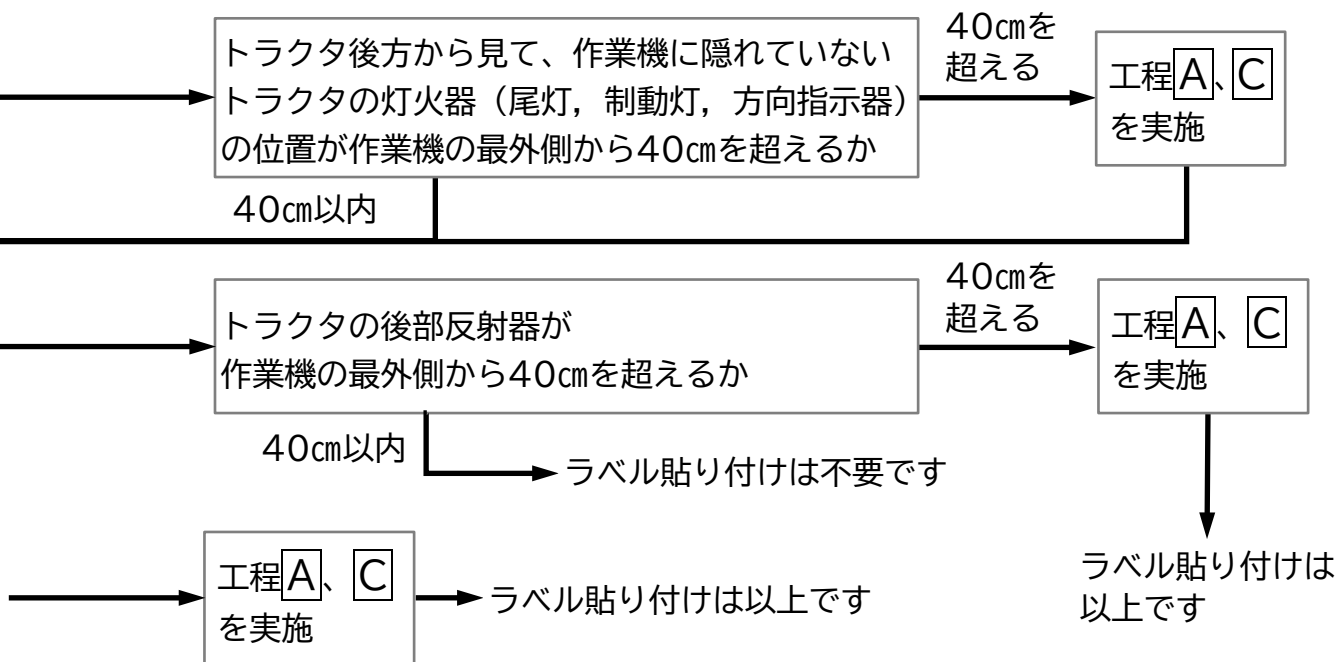 トラクタ後方から見て、作業機に隠れていない
トラクタの灯火器（尾灯，制動灯，方向指示器）
の位置が作業機の最外側から40㎝を超えるか
40㎝を
超える
工程A、C
を実施
40㎝以内
トラクタの後部反射器が
作業機の最外側から40㎝を超えるか
40㎝を
超える
工程A、C
を実施
40㎝以内
ラベル貼り付けは不要です
ラベル貼り付けは
以上です
工程A、C
を実施
ラベル貼り付けは以上です